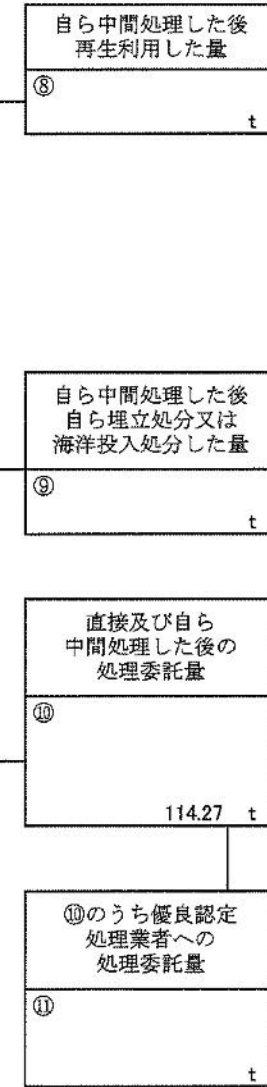 自ら中間処理した後
再生利用した量
⑧
t
自ら中間処理した後
自ら埋立処分又は
海洋投入処分した量
⑨
t
直接及び自ら
中間処理した後の
処理委託量
⑩
114.27 t
⑩のうち優良認定
処理業者への
処理委託量
⑪
t